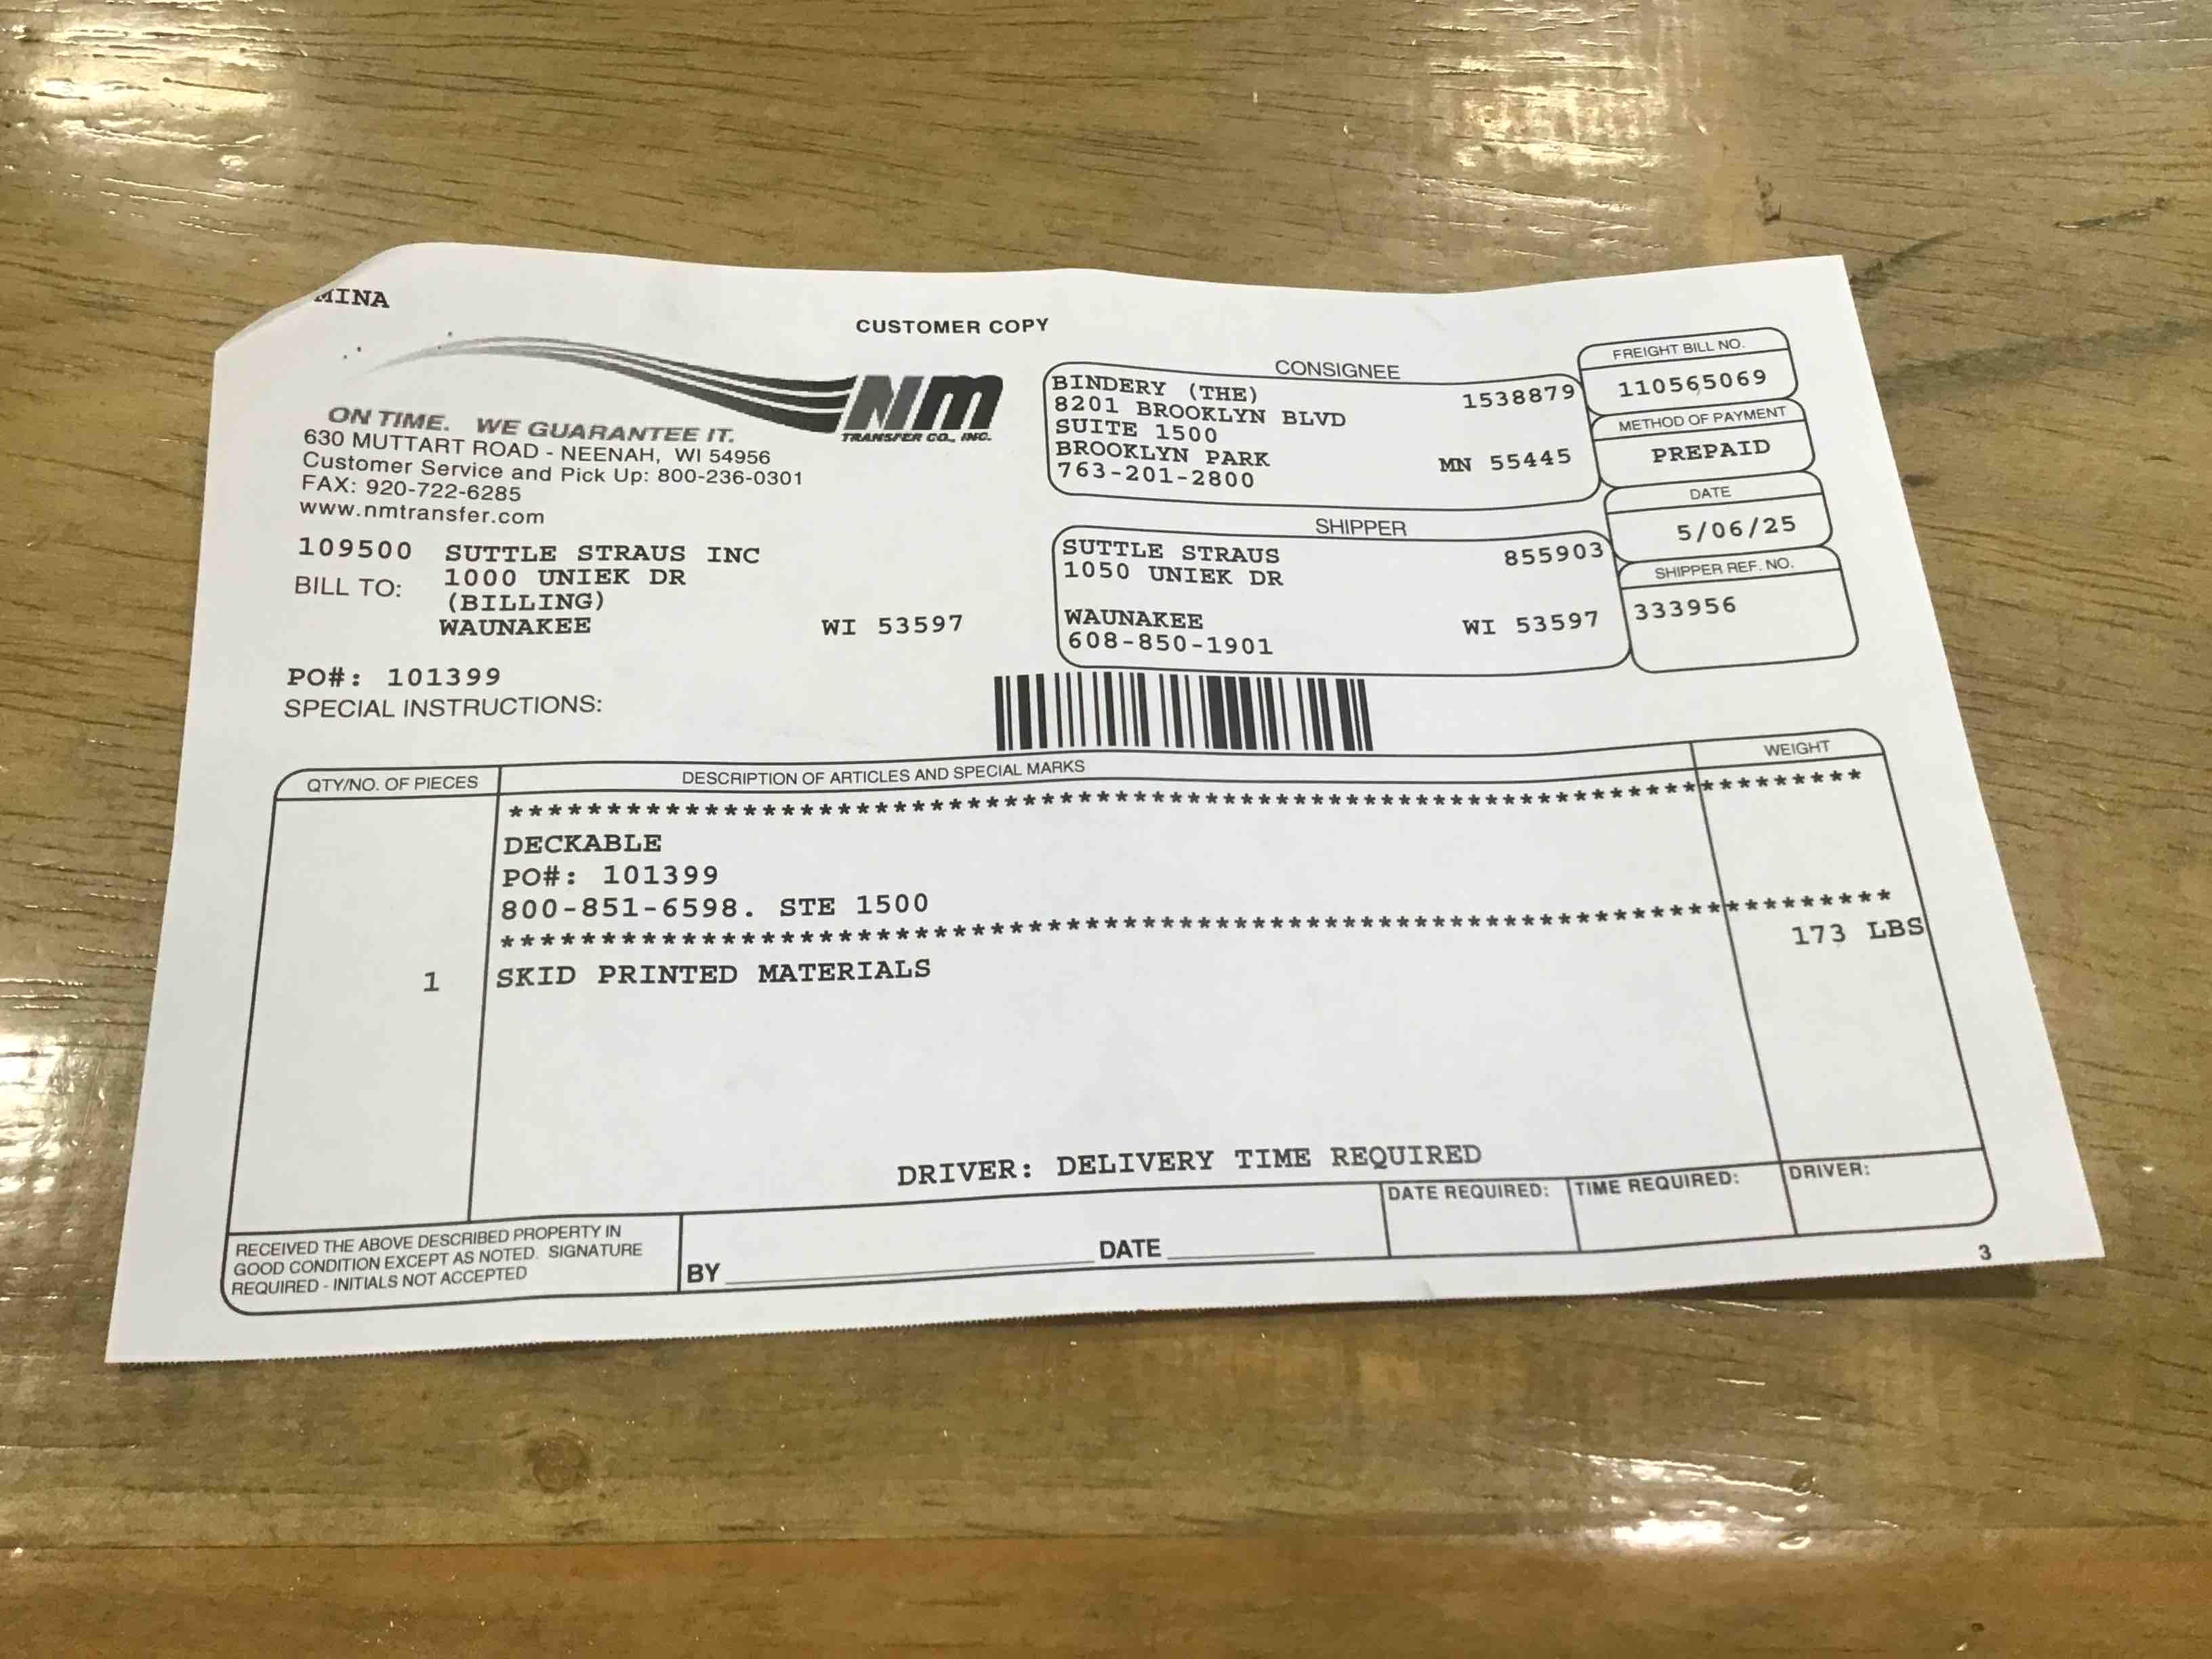 MINA
CUSTOMER COPY
NM
TRANSFER CO., INC.
ON TIME. WE GUARANTEE IT.
630 MUTTART ROAD - NEENAH, WI 54956
Customer Service and Pick Up: 800-236-0301
FAX: 920-722-6285
www.nmtransfer.com
109500 SUTTLE STRAUS INC
BILL TO: 1000 UNIEK DR
(BILLING)
WAUNAKEE WI 53597
PO#: 101399
SPECIAL INSTRUCTIONS:
CONSIGNEE
BINDERY (THE) 1538879
8201 BROOKLYN BLVD
SUITE 1500
BROOKLYN PARK MN 55445
763-201-2800
SHIPPER
SUTTLE STRAUS 855903
1050 UNIEK DR
WAUNAKEE WI 53597
608-850-1901
FREIGHT BILL NO.
110565069
METHOD OF PAYMENT
PREPAID
DATE
5/06/25
SHIPPER REF. NO.
333956
QTY/NO. OF PIECES DESCRIPTION OF ARTICLES AND SPECIAL MARKS WEIGHT
**********************************************************************
DECKABLE
PO#: 101399
800-851-6598. STE 1500
**********************************************************************
1 SKID PRINTED MATERIALS 173 LBS
DRIVER: DELIVERY TIME REQUIRED
RECEIVED THE ABOVE DESCRIBED PROPERTY IN
GOOD CONDITION EXCEPT AS NOTED. SIGNATURE
REQUIRED - INITIALS NOT ACCEPTED
BY DATE
DATE REQUIRED: TIME REQUIRED: DRIVER:
3